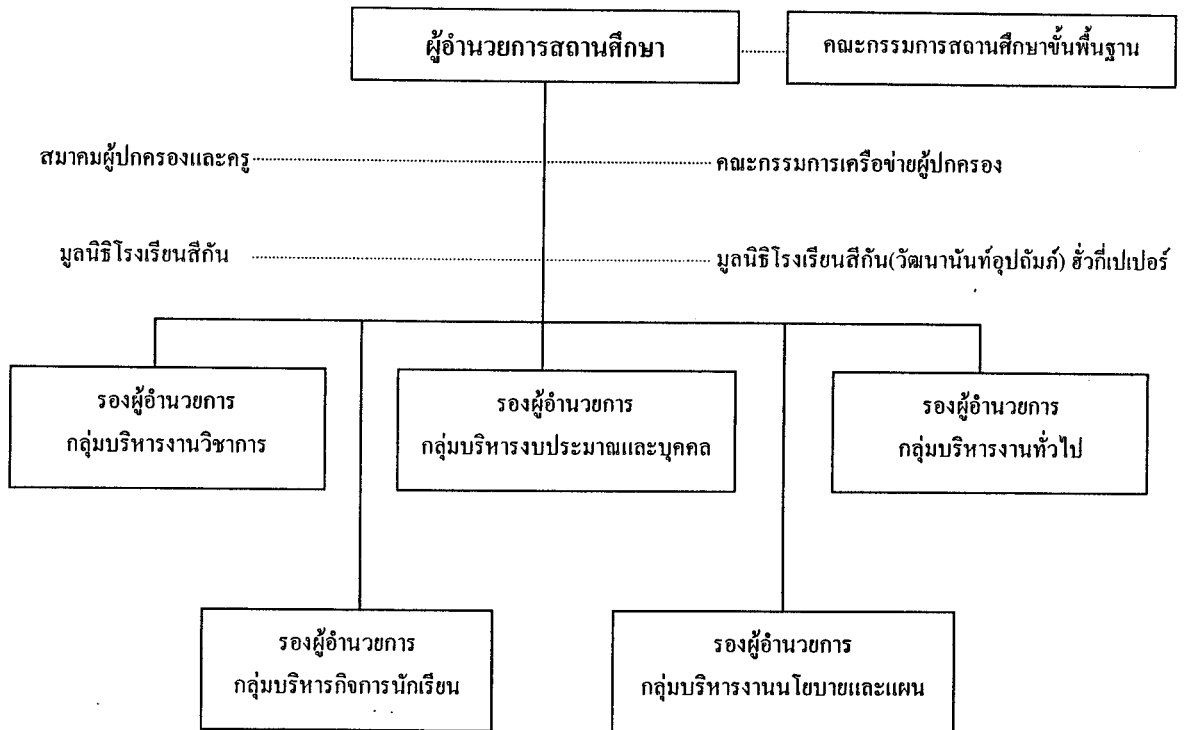 ผู้อำนวยการสถานศึกษา
คณะกรรมการสถานศึกษาขั้นพื้นฐาน
สมาคมผู้ปกครองและครู
คณะกรรมการเครือข่ายผู้ปกครอง
มูลนิธิโรงเรียนสีกัน
มูลนิธิโรงเรียนสีกัน(วัฒนานันท์อุปถัมภ์) ฮั่วกี่เปเปอร์
รองผู้อำนวยการ
กลุ่มบริหารงานวิชาการ
รองผู้อำนวยการ
กลุ่มบริหารงบประมาณและบุคคล
รองผู้อำนวยการ
กลุ่มบริหารงานทั่วไป
รองผู้อำนวยการ
กลุ่มบริหารกิจการนักเรียน
รองผู้อำนวยการ
กลุ่มบริหารงานนโยบายและแผน